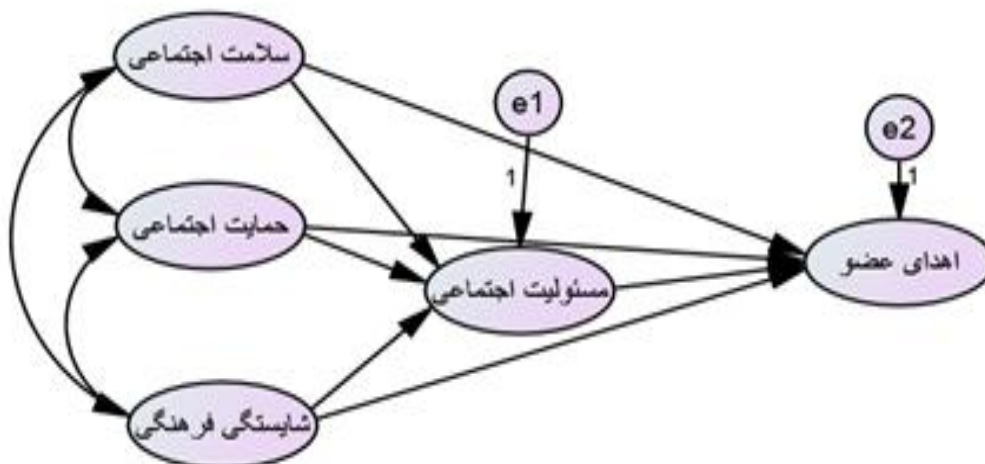 سلامت اجتماعی
e1
e2
1
1
حمایت اجتماعی
اهدای عضو
مسئولیت اجتماعی
شایستگی فرهنگی